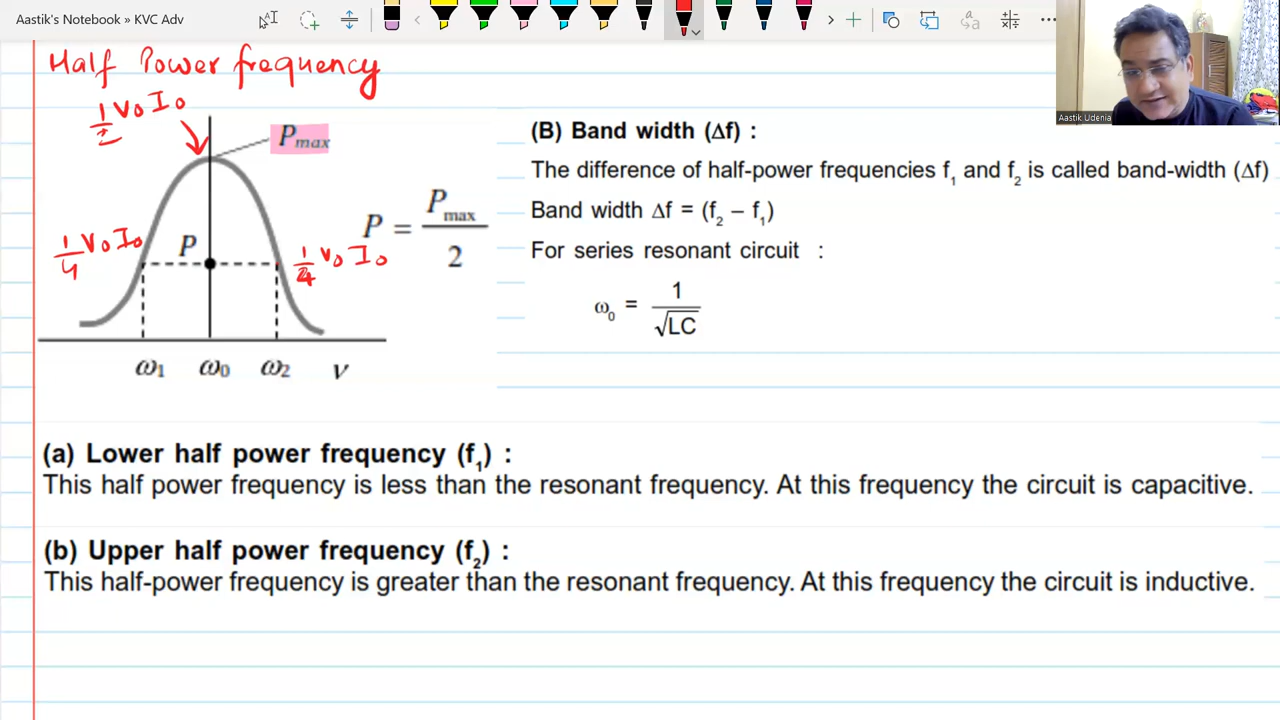 Aastik's Notebook » KVC Adv
Aastik Udenia
Half Power frequency
1/2 V₀ I₀
Pmax
1/4 V₀ I₀
P
1/4 V₀ I₀
P = Pmax/2
ω₁ ω₀ ω₂ ν
(B) Band width (Δf) :
The difference of half-power frequencies f₁ and f₂ is called band-width (Δf)
Band width Δf = (f₂ – f₁)
For series resonant circuit :
ω₀ = 1/√LC
(a) Lower half power frequency (f₁) :
This half power frequency is less than the resonant frequency. At this frequency the circuit is capacitive.
(b) Upper half power frequency (f₂) :
This half-power frequency is greater than the resonant frequency. At this frequency the circuit is inductive.